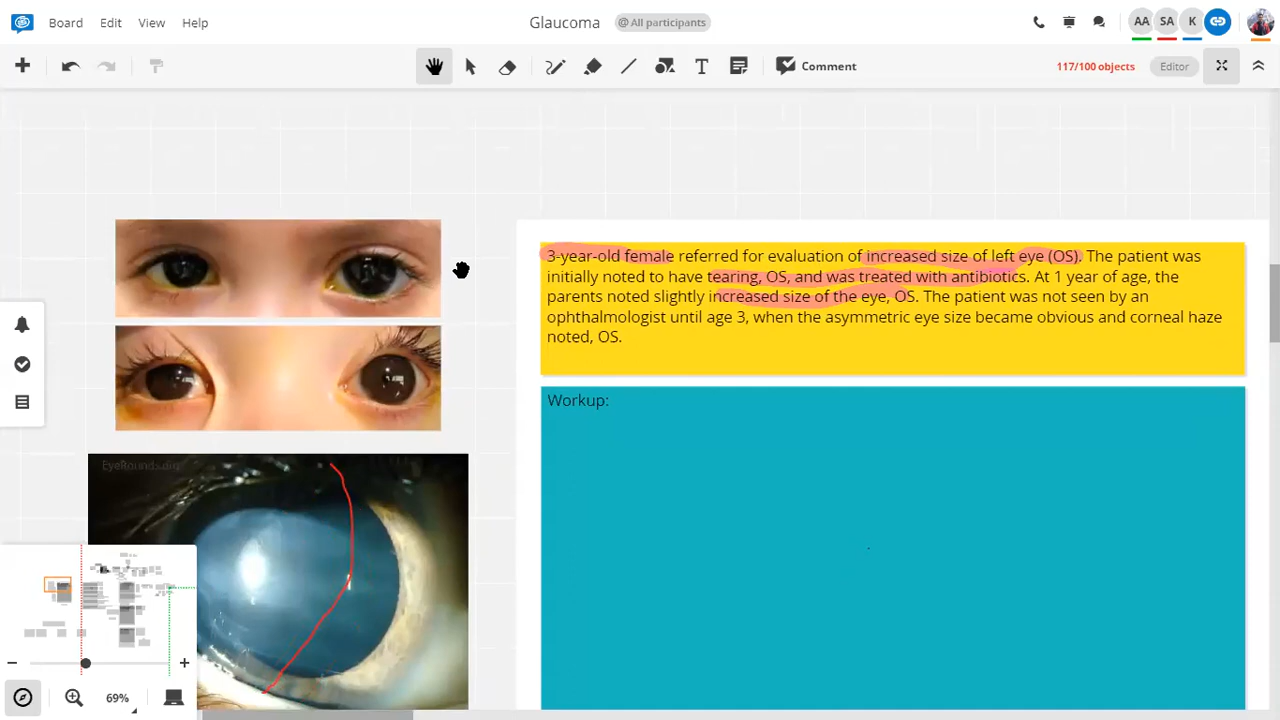 Board Edit View Help
Glaucoma
@ All participants
AA SA K
Comment
117/100 objects
Editor
3-year-old female referred for evaluation of increased size of left eye (OS). The patient was
initially noted to have tearing, OS, and was treated with antibiotics. At 1 year of age, the
parents noted slightly increased size of the eye, OS. The patient was not seen by an
ophthalmologist until age 3, when the asymmetric eye size became obvious and corneal haze
noted, OS.
Workup:
EyeRounds.org
69%